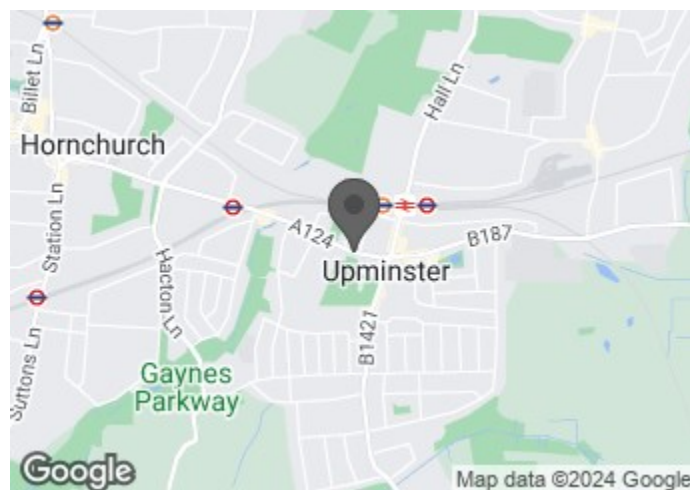 Billet Ln
Hall Ln
Hornchurch
Station Ln
A124
B187
Upminster
Hacton Ln
B1421
Suttons Ln
Gaynes
Parkway
Google
Map data ©2024 Google